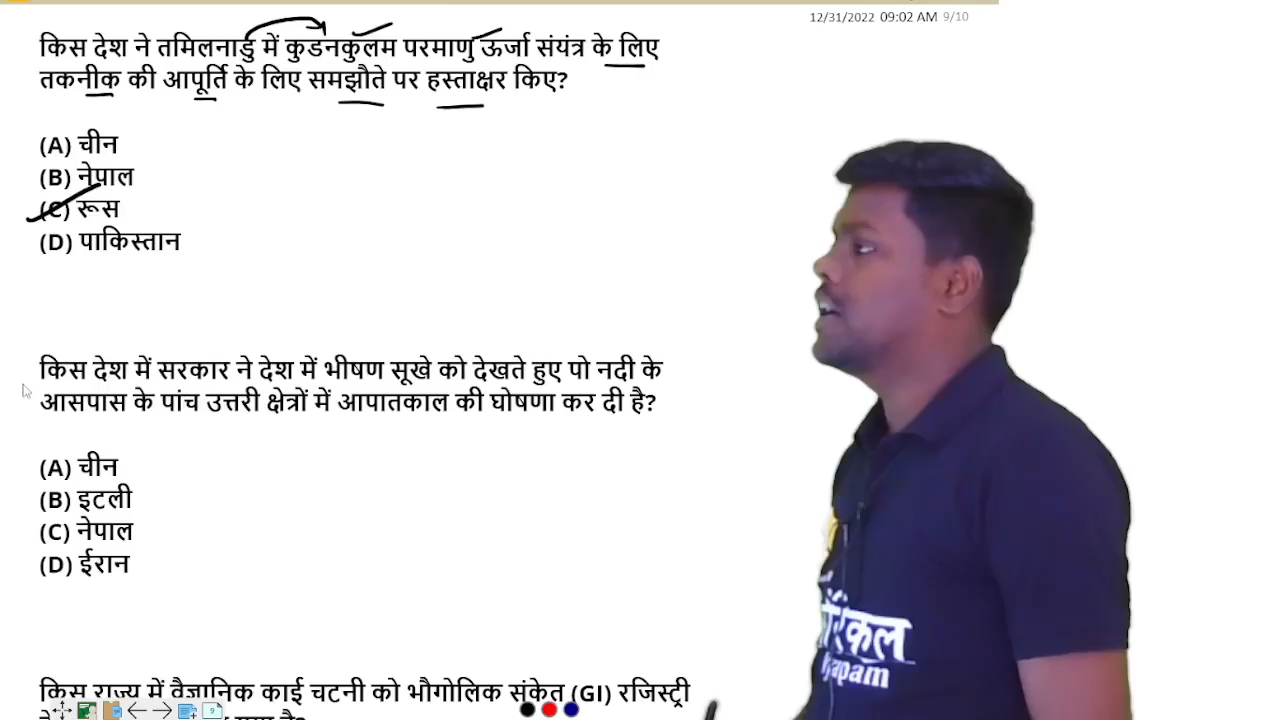 12/31/2022 09:02 AM 9/10
किस देश ने तमिलनाडु में कुडनकुलम परमाणु ऊर्जा संयंत्र के लिए
तकनीक की आपूर्ति के लिए समझौते पर हस्ताक्षर किए?
(A) चीन
(B) नेपाल
(C) रूस
(D) पाकिस्तान
किस देश में सरकार ने देश में भीषण सूखे को देखते हुए पो नदी के
आसपास के पांच उत्तरी क्षेत्रों में आपातकाल की घोषणा कर दी है?
(A) चीन
(B) इटली
(C) नेपाल
(D) ईरान
किस राज्य में वैज्ञानिक काई चटनी को भौगोलिक संकेत (GI) रजिस्ट्री